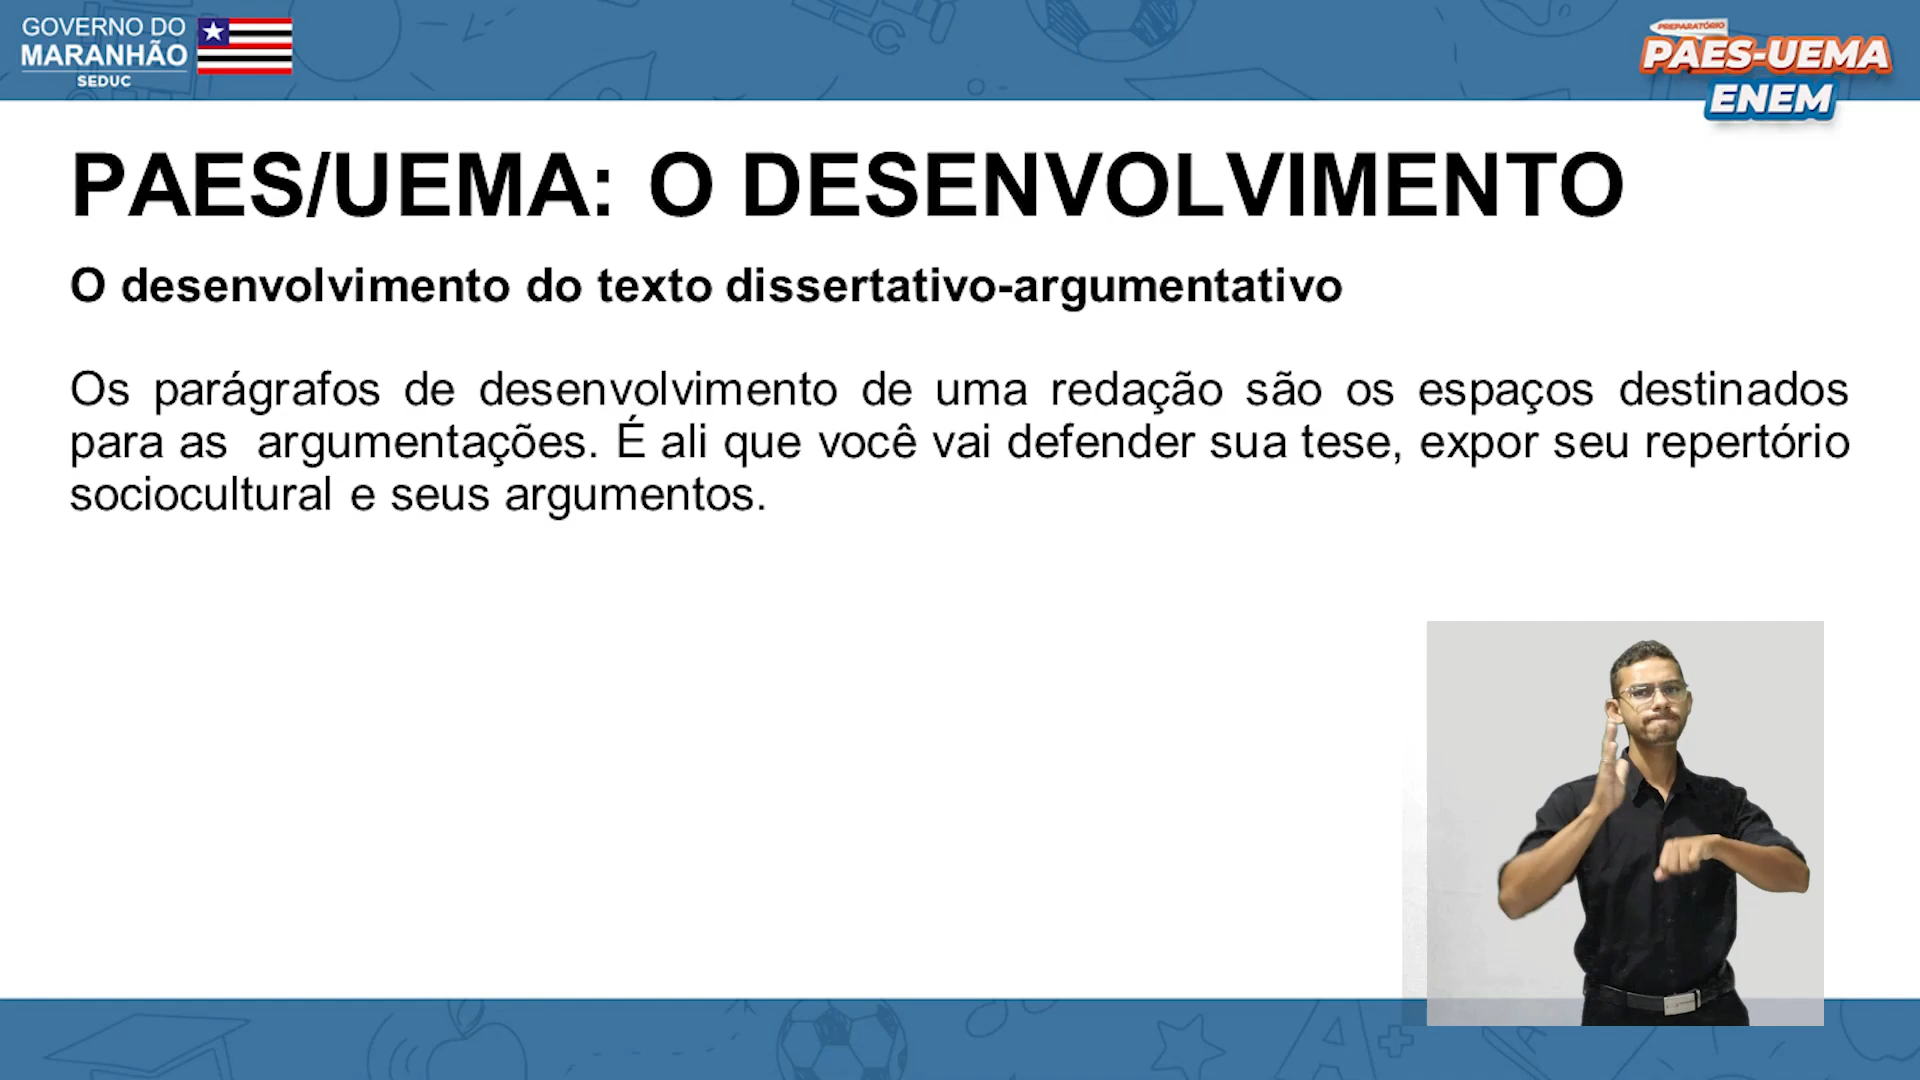 GOVERNO DO
MARANHÃO
SEDUC
PREPARATÓRIO
PAES-UEMA
ENEM
PAES/UEMA: O DESENVOLVIMENTO
O desenvolvimento do texto dissertativo-argumentativo
Os parágrafos de desenvolvimento de uma redação são os espaços destinados
para as argumentações. É ali que você vai defender sua tese, expor seu repertório
sociocultural e seus argumentos.
A+